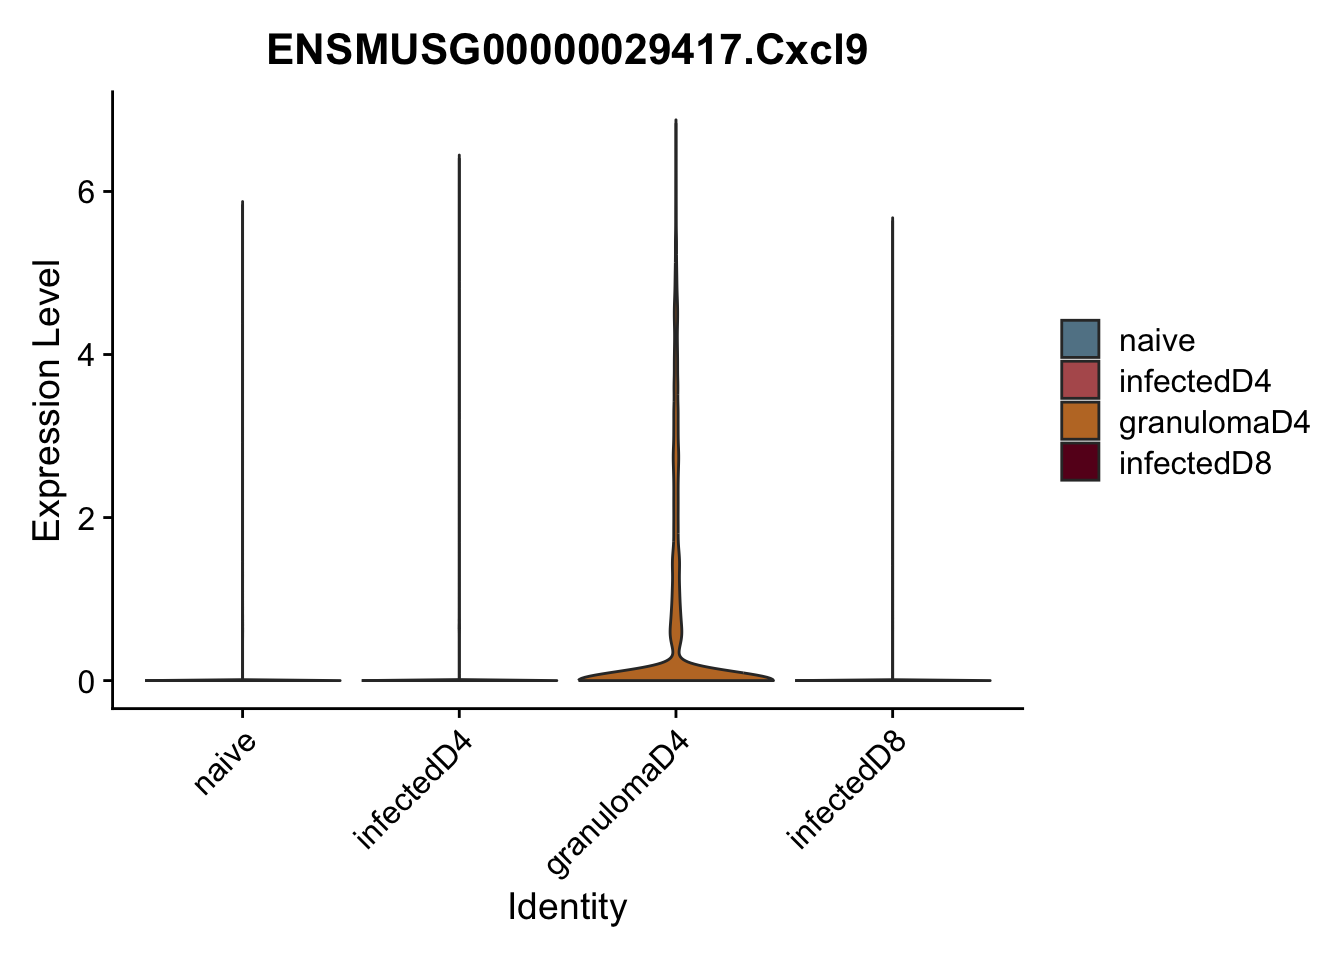 ENSMUSG00000029417.Cxcl9
Expression Level
6
4
2
0
naive
infectedD4
granulomaD4
infectedD8
Identity
naive
infectedD4
granulomaD4
infectedD8